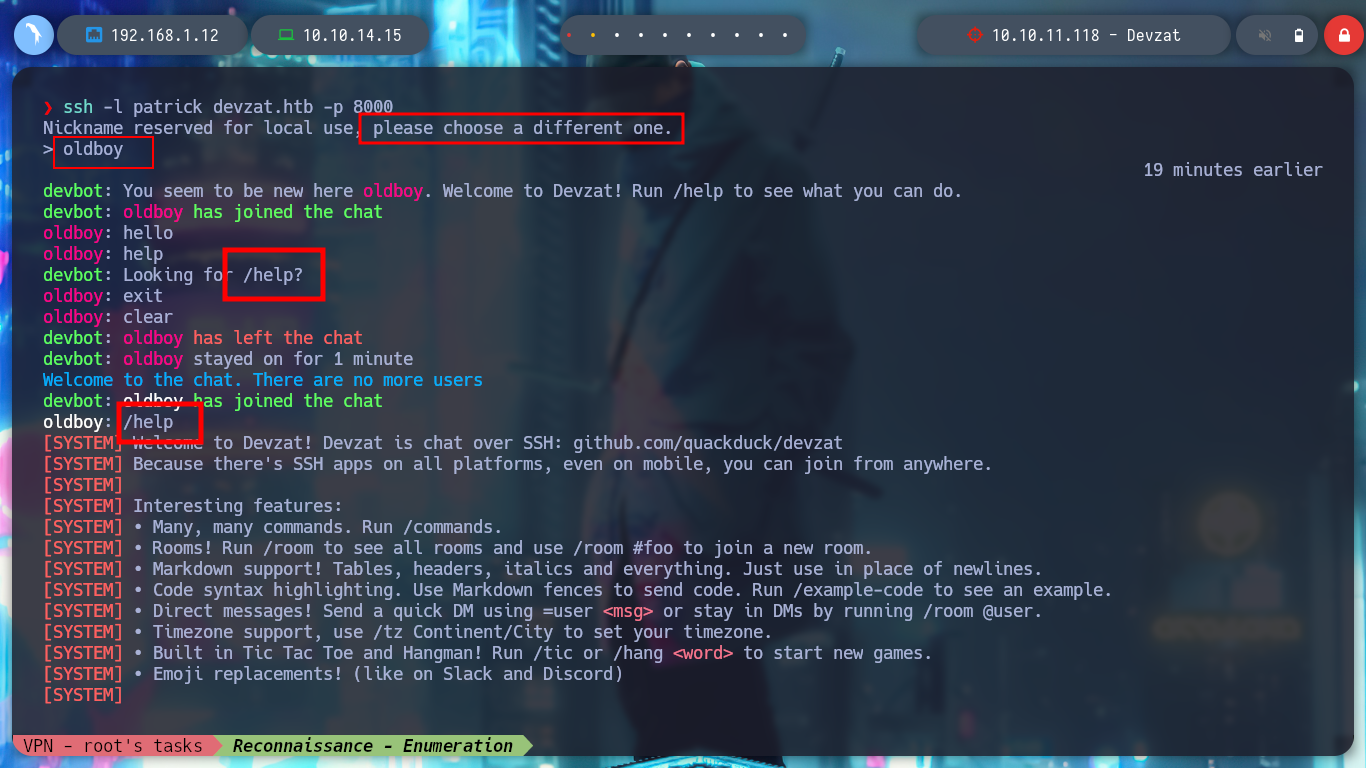 192.168.1.12 10.10.14.15 10.10.11.118 - Devzat
❯ ssh -l patrick devzat.htb -p 8000
Nickname reserved for local use, please choose a different one.
> oldboy
19 minutes earlier
devbot: You seem to be new here oldboy. Welcome to Devzat! Run /help to see what you can do.
devbot: oldboy has joined the chat
oldboy: hello
oldboy: help
devbot: Looking for /help?
oldboy: exit
oldboy: clear
devbot: oldboy has left the chat
devbot: oldboy stayed on for 1 minute
Welcome to the chat. There are no more users
devbot: oldboy has joined the chat
oldboy: /help
[SYSTEM] Welcome to Devzat! Devzat is chat over SSH: github.com/quackduck/devzat
[SYSTEM] Because there's SSH apps on all platforms, even on mobile, you can join from anywhere.
[SYSTEM]
[SYSTEM] Interesting features:
[SYSTEM] • Many, many commands. Run /commands.
[SYSTEM] • Rooms! Run /room to see all rooms and use /room #foo to join a new room.
[SYSTEM] • Markdown support! Tables, headers, italics and everything. Just use in place of newlines.
[SYSTEM] • Code syntax highlighting. Use Markdown fences to send code. Run /example-code to see an example.
[SYSTEM] • Direct messages! Send a quick DM using =user <msg> or stay in DMs by running /room @user.
[SYSTEM] • Timezone support, use /tz Continent/City to set your timezone.
[SYSTEM] • Built in Tic Tac Toe and Hangman! Run /tic or /hang <word> to start new games.
[SYSTEM] • Emoji replacements! (like on Slack and Discord)
[SYSTEM]
VPN - root's tasks Reconnaissance - Enumeration